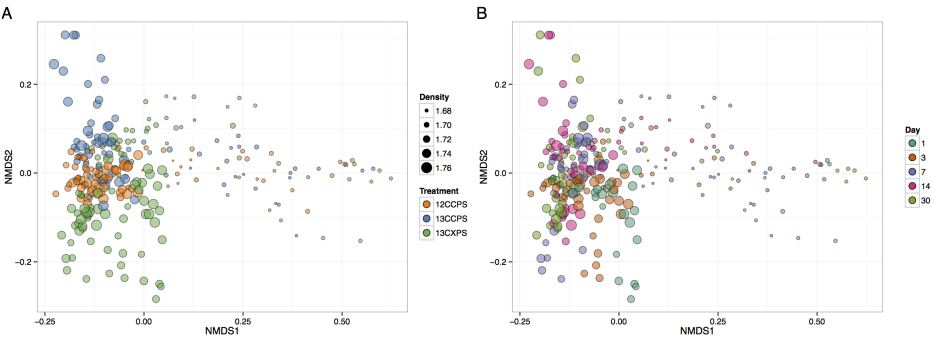 A
B
0.2
0.0
−0.2
NMDS2
−0.25
0.00
0.25
0.50
NMDS1
Density
1.68
1.70
1.72
1.74
1.76
Treatment
12CCPS
13CCPS
13CXPS
0.2
0.0
−0.2
NMDS2
−0.25
0.00
0.25
0.50
NMDS1
Day
1
3
7
14
30